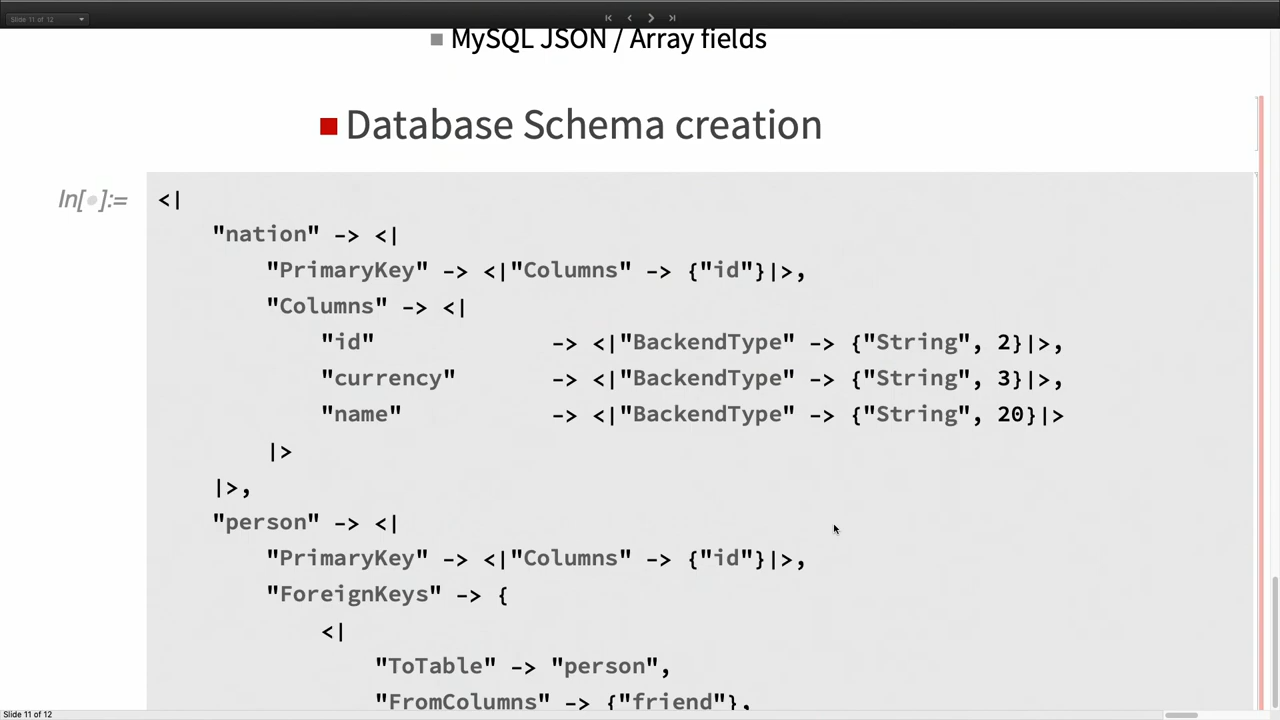 Slide 11 of 12
MySQL JSON / Array fields
Database Schema creation
In[ ]:= <|
"nation" -> <|
"PrimaryKey" -> <|"Columns" -> {"id"}|>,
"Columns" -> <|
"id" -> <|"BackendType" -> {"String", 2}|>,
"currency" -> <|"BackendType" -> {"String", 3}|>,
"name" -> <|"BackendType" -> {"String", 20}|>
|>
|>,
"person" -> <|
"PrimaryKey" -> <|"Columns" -> {"id"}|>,
"ForeignKeys" -> {
<|
"ToTable" -> "person",
"FromColumns" -> {"friend"},
Slide 11 of 12